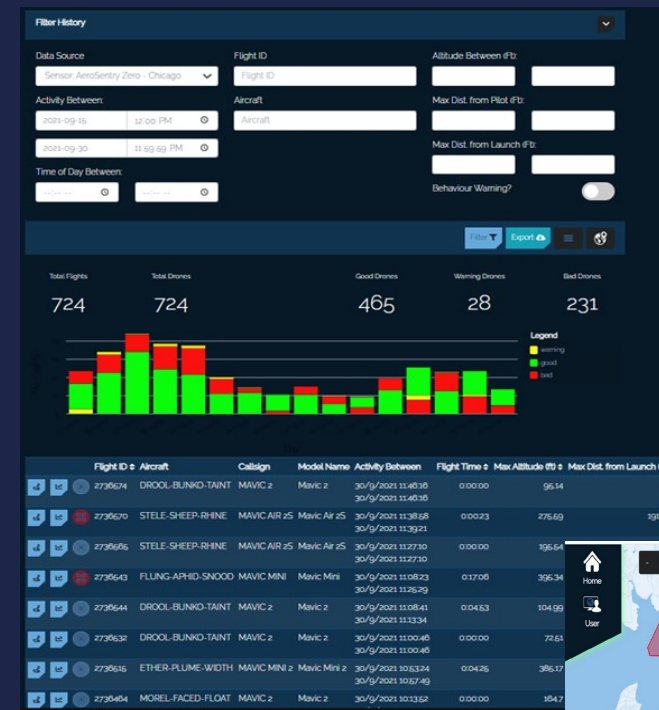 Filter History
Data Source
Sensor: AeroSentry Zero - Chicago
Flight ID
Flight ID
Altitude Between (Ft):
Activity Between:
2021-09-15 12:00 PM
Aircraft
Aircraft
Max Dist. from Pilot (Ft):
2021-09-30 11:59:59 PM
Max Dist. from Launch (Ft):
Time of Day Between:
--:-- -- --:-- --
Behaviour Warning?
Filter Export
Total Flights Total Drones Good Drones Warning Drones Bad Drones
724 724 465 28 231
Legend
warning
good
bad
Flight ID Aircraft Callsign Model Name Activity Between Flight Time Max Altitude (ft) Max Dist. from Launch
2736574 DROOL-BUNKO-TAINT MAVIC 2 Mavic 2 30/9/2021 11:46:16 0:00:00 95.14
30/9/2021 11:46:16
2736570 STELE-SHEEP-RHINE MAVIC AIR 2S Mavic Air 2S 30/9/2021 11:38:58 0:00:23 275.59 191
30/9/2021 11:39:21
2736565 STELE-SHEEP-RHINE MAVIC AIR 2S Mavic Air 2S 30/9/2021 11:27:10 0:00:00 195.54
30/9/2021 11:27:10
2736543 FLUNG-APHID-SNOOD MAVIC MINI Mavic Mini 30/9/2021 11:08:23 0:17:06 395.34
30/9/2021 11:25:29
2736544 DROOL-BUNKO-TAINT MAVIC 2 Mavic 2 30/9/2021 11:08:41 0:04:53 104.99
30/9/2021 11:13:34
2736532 DROOL-BUNKO-TAINT MAVIC 2 Mavic 2 30/9/2021 11:00:46 0:00:00 72.51
30/9/2021 11:00:46
2736515 ETHER-PLUME-WIDTH MAVIC MINI 2 Mavic Mini 2 30/9/2021 10:53:24 0:04:25 385.17
30/9/2021 10:57:49
2736464 MOREL-FACED-FLOAT MAVIC 2 Mavic 2 30/9/2021 10:13:52 0:00:00 164.7
Home
User